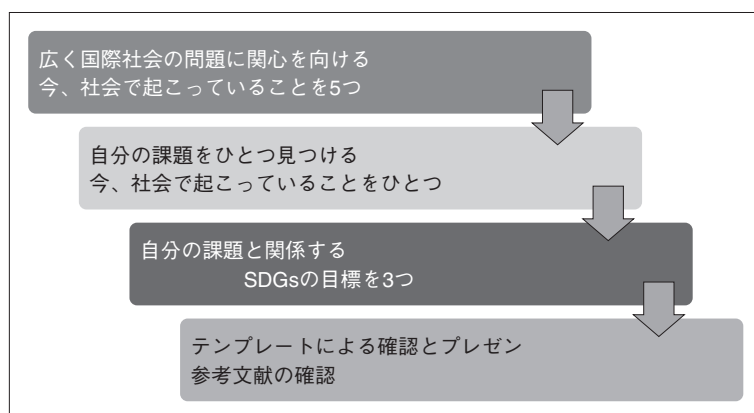 広く国際社会の問題に関心を向ける
今、社会で起こっていることを5つ
自分の課題をひとつ見つける
今、社会で起こっていることをひとつ
自分の課題と関係する
SDGsの目標を3つ
テンプレートによる確認とプレゼン
参考文献の確認